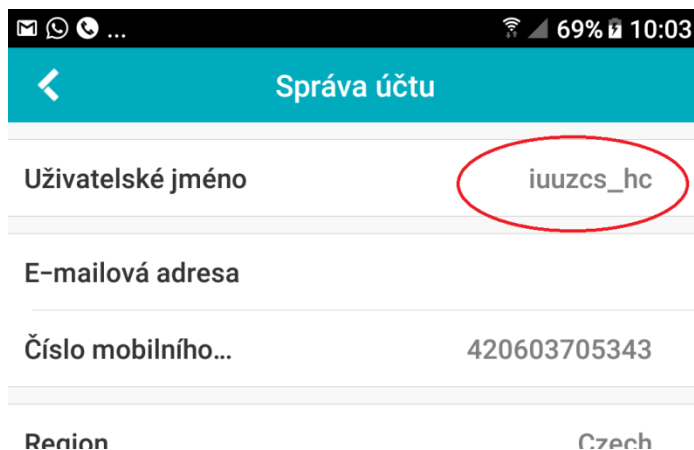 ... 69% 10:03
Správa účtu
Uživatelské jméno iuuzcs_hc
E-mailová adresa
Číslo mobilního... 420603705343
Region Czech